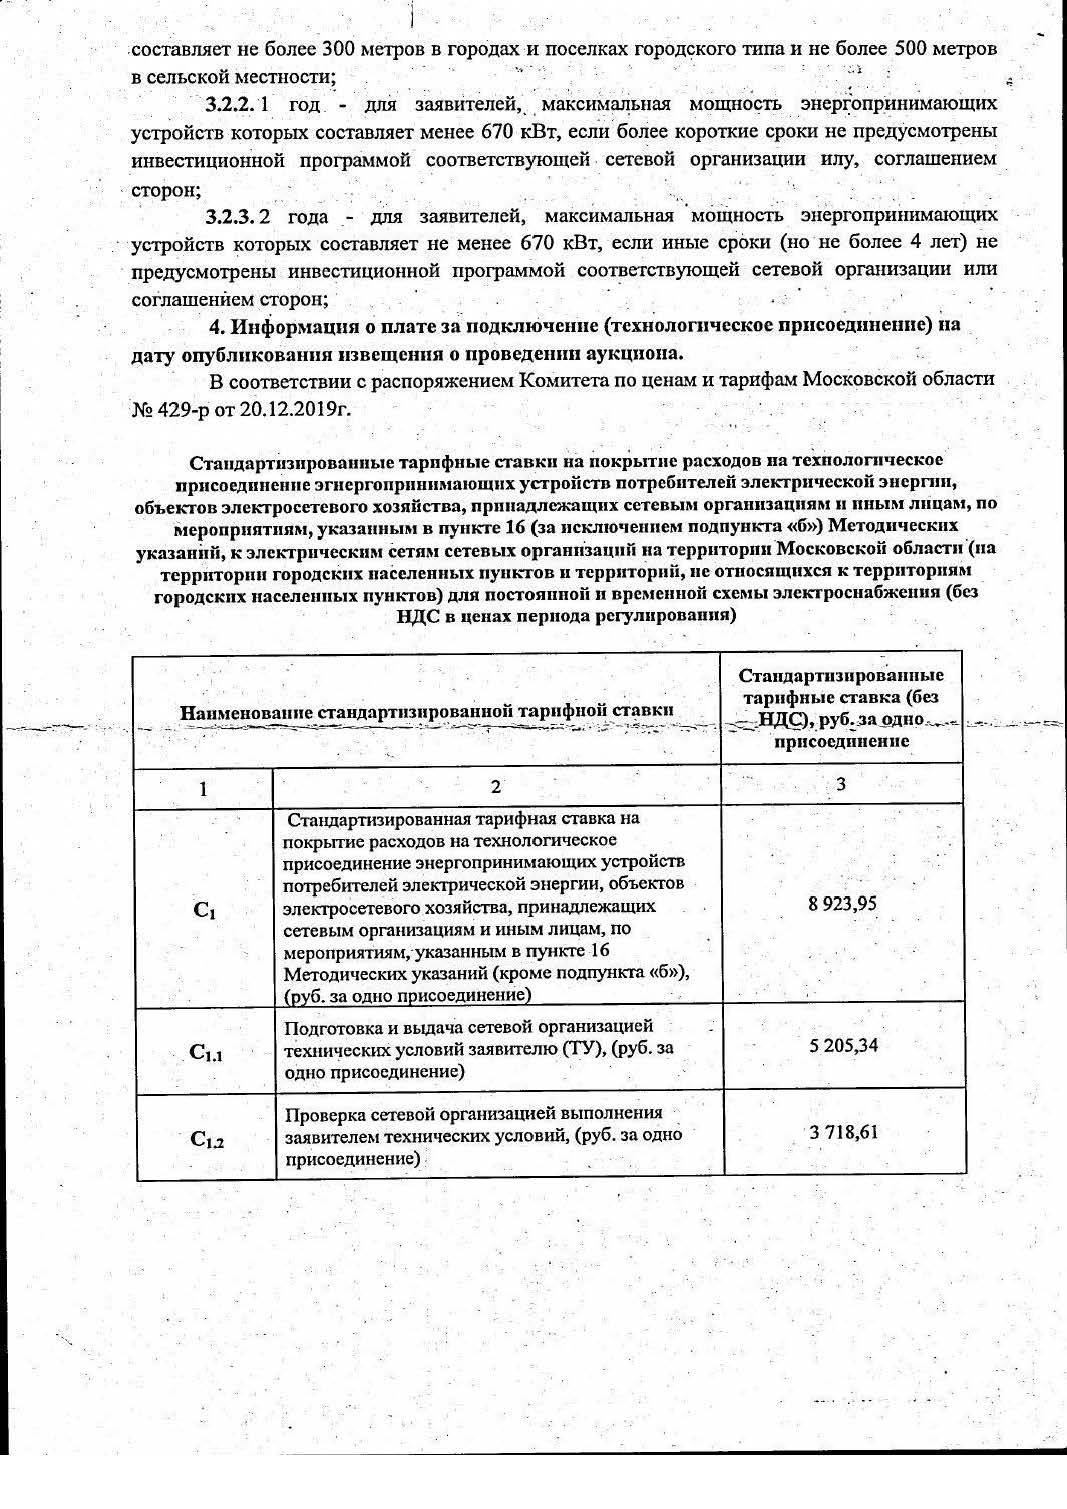 составляет не более 300 метров в городах и поселках городского типа и не более 500 метров
в сельской местности;
3.2.2. 1 год - для заявителей, максимальная мощность энергопринимающих
устройств которых составляет менее 670 кВт, если более короткие сроки не предусмотрены
инвестиционной программой соответствующей сетевой организации илу, соглашением
сторон;
3.2.3. 2 года - для заявителей, максимальная мощность энергопринимающих
устройств которых составляет не менее 670 кВт, если иные сроки (но не более 4 лет) не
предусмотрены инвестиционной программой соответствующей сетевой организации или
соглашением сторон;
4. Информация о плате за подключение (технологическое присоединение) на
дату опубликования извещения о проведении аукциона.
В соответствии с распоряжением Комитета по ценам и тарифам Московской области
№ 429-р от 20.12.2019г.
Стандартизированные тарифные ставки на покрытие расходов на технологическое
присоединение эгнергопринимающих устройств потребителей электрической энергии,
объектов электросетевого хозяйства, принадлежащих сетевым организациям и иным лицам, по
мероприятиям, указанным в пункте 16 (за исключением подпункта «б») Методических
указаний, к электрическим сетям сетевых организаций на территории Московской области (на
территории городских населенных пунктов и территорий, не относящихся к территориям
городских населенных пунктов) для постоянной и временной схемы электроснабжения (без
НДС в ценах периода регулирования)
Наименование стандартизированной тарифной ставки
Стандартизированные
тарифные ставка (без
НДС), руб. за одно
присоединение
1 2 3
Стандартизированная тарифная ставка на
покрытие расходов на технологическое
присоединение энергопринимающих устройств
потребителей электрической энергии, объектов
С1 электросетевого хозяйства, принадлежащих 8 923,95
сетевым организациям и иным лицам, по
мероприятиям, указанным в пункте 16
Методических указаний (кроме подпункта «б»),
(руб. за одно присоединение)
Подготовка и выдача сетевой организацией
С1.1 технических условий заявителю (ТУ), (руб. за 5 205,34
одно присоединение)
Проверка сетевой организацией выполнения
С1.2 заявителем технических условий, (руб. за одно 3 718,61
присоединение)